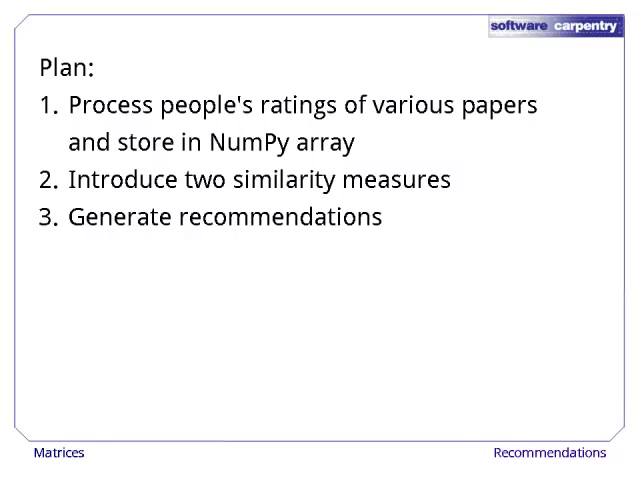 software carpentry
Plan:
1. Process people's ratings of various papers
and store in NumPy array
2. Introduce two similarity measures
3. Generate recommendations
Matrices
Recommendations